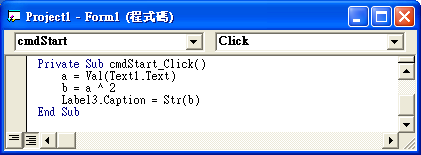 Project1 - Form1 (程式碼)
cmdStart Click
Private Sub cmdStart_Click()
    a = Val(Text1.Text)
    b = a ^ 2
    Label3.Caption = Str(b)
End Sub